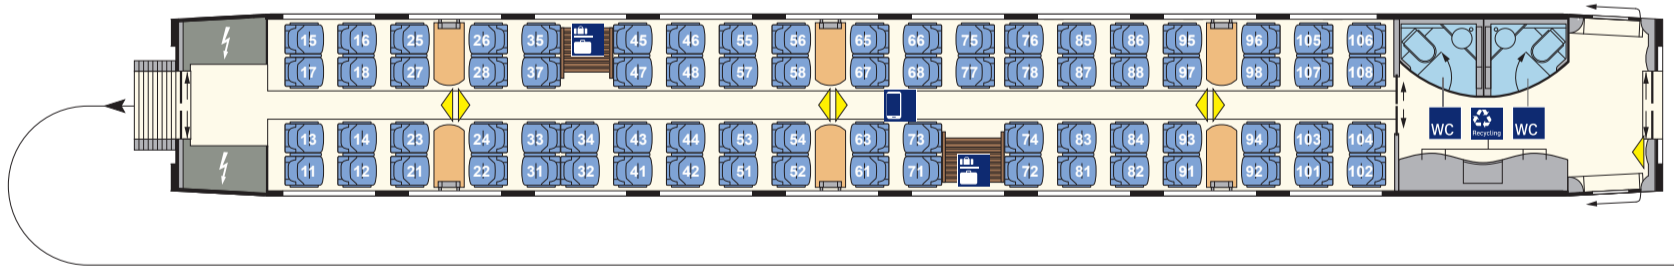 15 16 25 26 35 45 46 55 56 65 66 75 76 85 86 95 96 105 106
17 18 27 28 37 47 48 57 58 67 68 77 78 87 88 97 98 107 108
13 14 23 24 33 34 43 44 53 54 63 73 74 83 84 93 94 103 104
11 12 21 22 31 32 41 42 51 52 61 71 72 81 82 91 92 101 102
WC Recycling WC